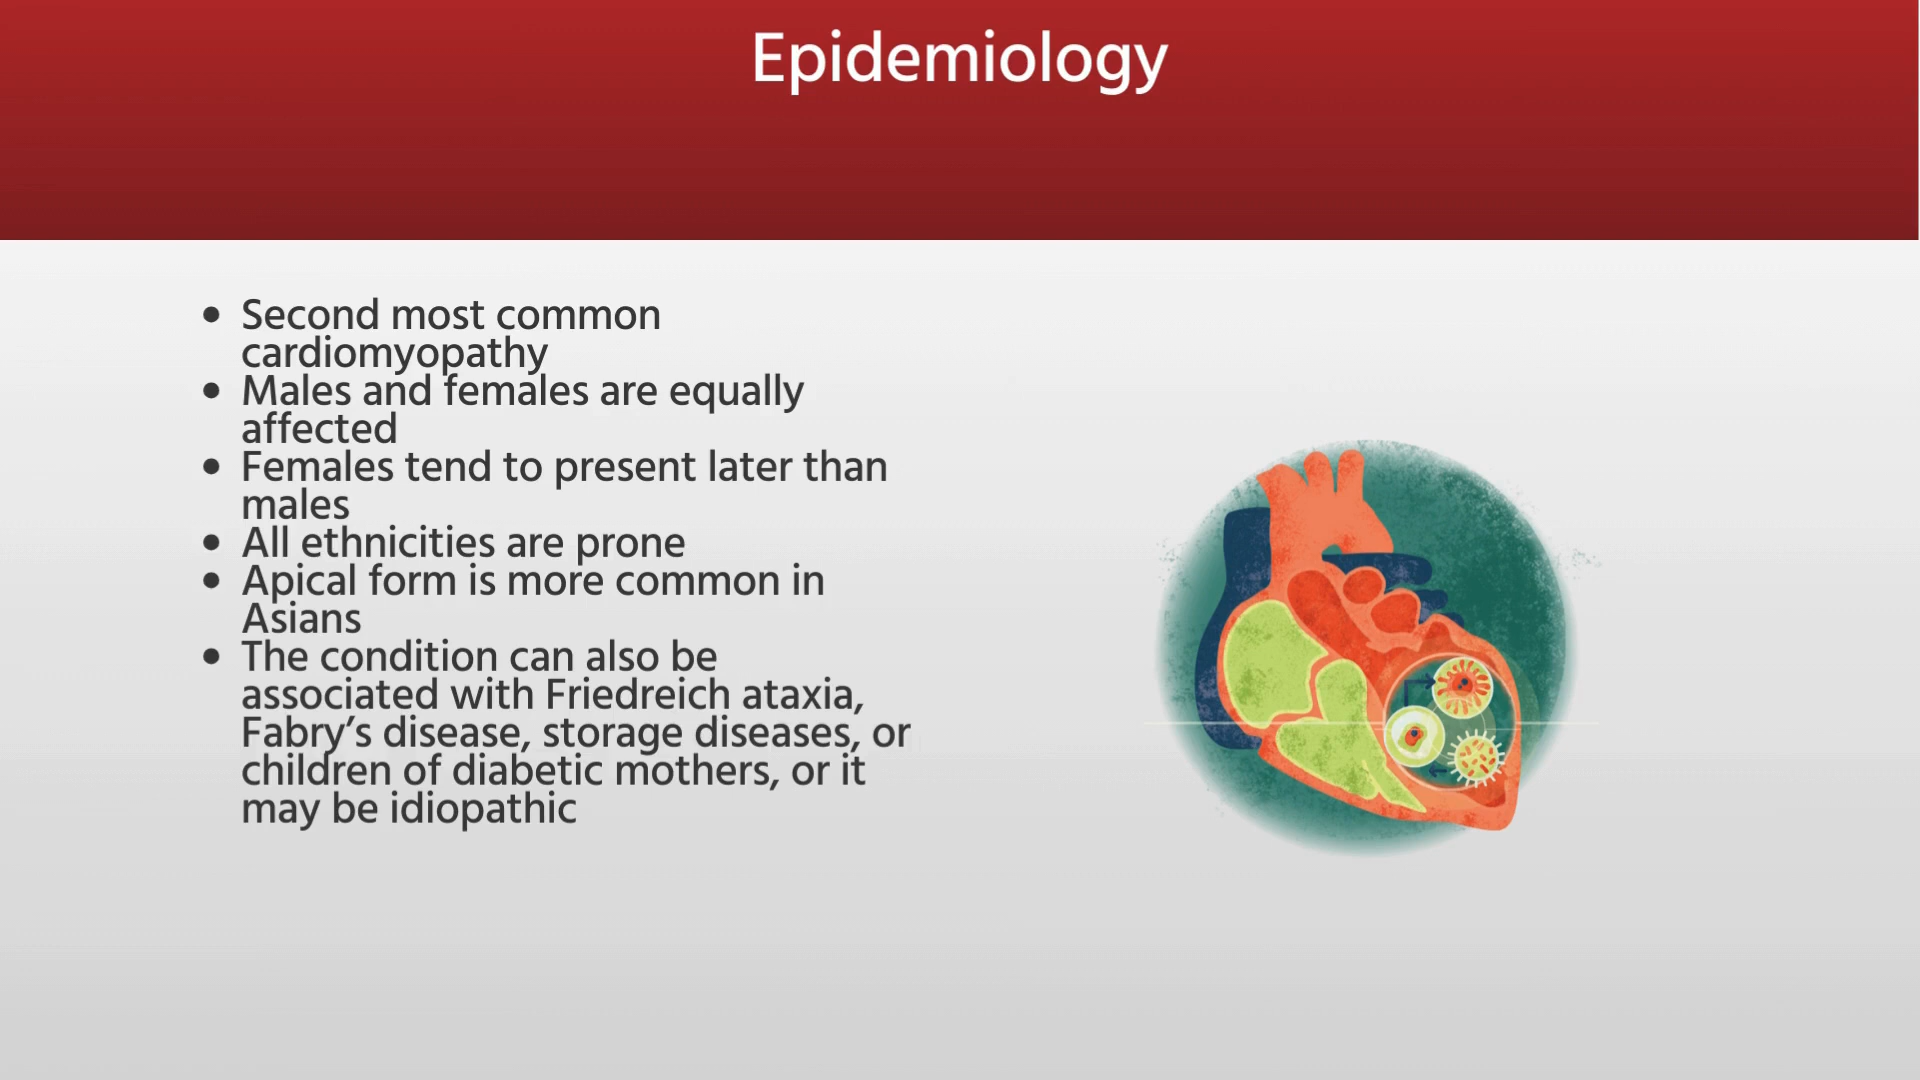 Epidemiology
• Second most common
cardiomyopathy
• Males and females are equally
affected
• Females tend to present later than
males
• All ethnicities are prone
• Apical form is more common in
Asians
• The condition can also be
associated with Friedreich ataxia,
Fabry’s disease, storage diseases, or
children of diabetic mothers, or it
may be idiopathic